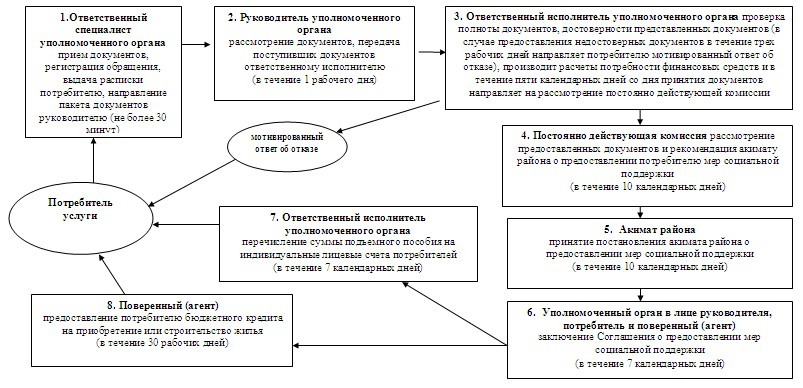 1.Ответственный
специалист
уполномоченного органа
прием документов,
регистрация обращения,
выдача расписки
потребителю, направление
пакета документов
руководителю (не более 30
минут)
2. Руководитель уполномоченного
органа
рассмотрение документов, передача
поступивших документов
ответственному исполнителю
(в течение 1 рабочего дня)
3. Ответственный исполнитель уполномоченного органа проверка
полноты документов, достоверности представленных документов (в
случае предоставления недостоверных документов в течение трех
рабочих дней направляет потребителю мотивированный ответ об
отказе), производит расчеты потребности финансовых средств и в
течение пяти календарных дней со дня принятия документов
направляет на рассмотрение постоянно действующей комиссии
мотивированный
ответ об отказе
4. Постоянно действующая комиссия рассмотрение
предоставленных документов и рекомендация акимату
района о предоставлении потребителю мер социальной
поддержки
(в течение 10 календарных дней)
Потребитель
услуги
7. Ответственный исполнитель
уполномоченного органа
перечисление суммы подъемного пособия на
индивидуальные лицевые счета потребителей
(в течение 7 календарных дней)
5. Акимат района
принятие постановления акимата района о
предоставлении мер социальной поддержки
(в течение 10 календарных дней)
8. Поверенный (агент)
предоставление потребителю бюджетного кредита
на приобретение или строительство жилья
(в течение 30 рабочих дней)
6. Уполномоченный орган в лице руководителя,
потребитель и поверенный (агент)
заключение Соглашения о предоставлении мер
социальной поддержки
(в течение 7 календарных дней)